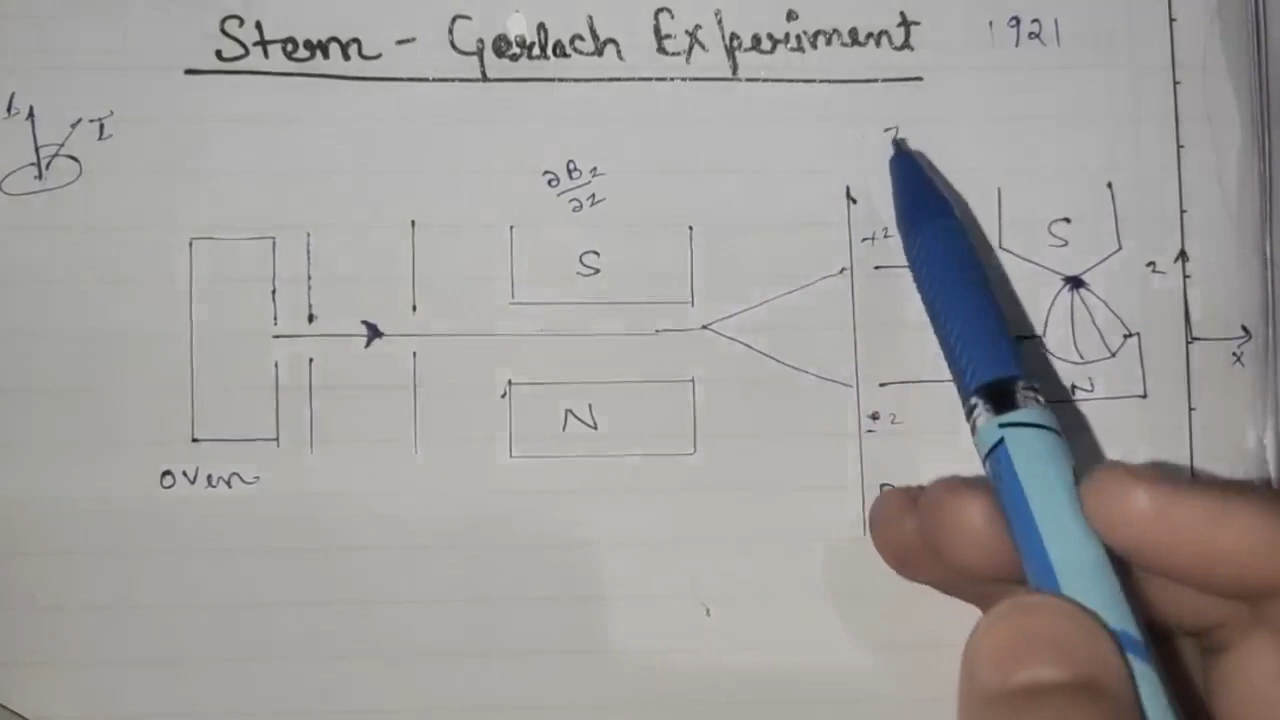 Stern - Gerlach Experiment 1921
I
∂Bz
∂z
S
S
+z
z
x
N
N
oven